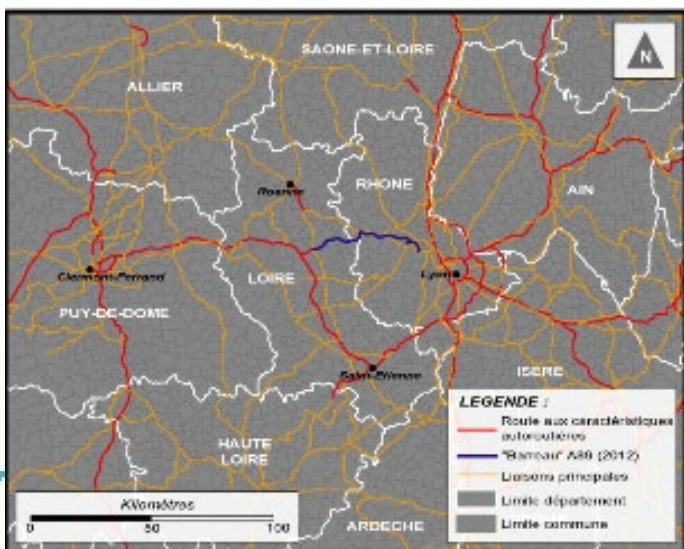 SAONE-ET-LOIRE
N
ALLIER
Roanne
RHONE
AIN
Clermont-Ferrand
LOIRE
Lyon
PUY-DE-DOME
Saint-Etienne
ISERE
HAUTE
LOIRE
ARDECHE
LEGENDE :
Route aux caractéristiques
autoroutières
"Barreau" A89 (2012)
Liaisons principales
Limite département
Limite commune
Kilomètres
0 50 100